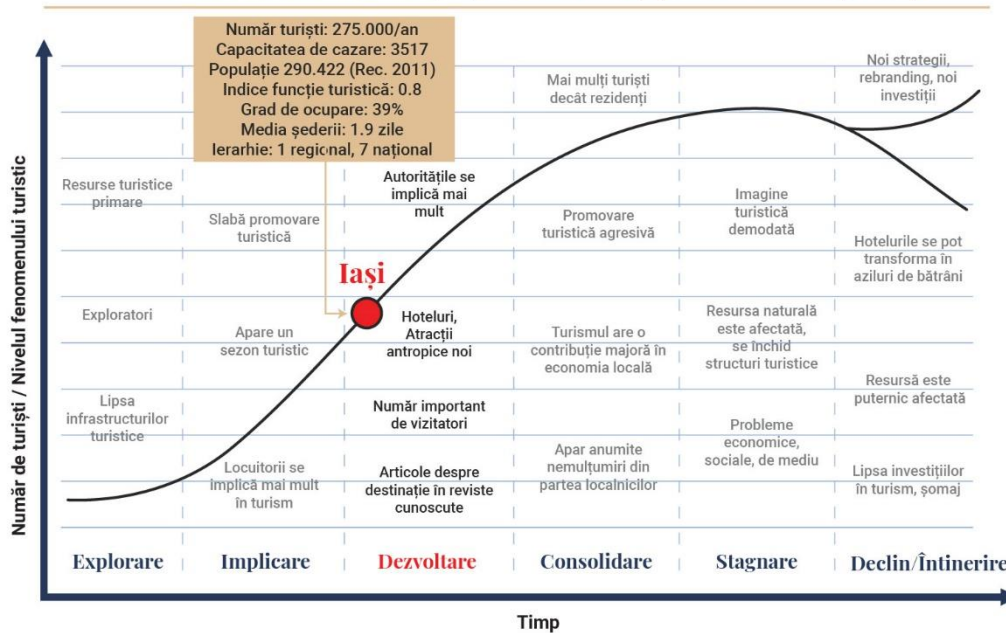 Număr turiști: 275.000/an
Capacitatea de cazare: 3517
Populație 290.422 (Rec. 2011)
Indice funcție turistică: 0.8
Grad de ocupare: 39%
Media șederii: 1.9 zile
Ierarhie: 1 regional, 7 național
Număr de turiști / Nivelul fenomenului turistic
Resurse turistice
primare
Exploratori
Lipsa
infrastructurilor
turistice
Explorare
Slabă promovare
turistică
Apare un
sezon turistic
Locuitorii se
implică mai mult
în turism
Implicare
Iași
Autoritățile se
implică mai
mult
Hoteluri,
Atracții
antropice noi
Număr important
de vizitatori
Articole despre
destinație în reviste
cunoscute
Dezvoltare
Mai mulți turiști
decât rezidenți
Promovare
turistică agresivă
Turismul are o
contribuție majoră în
economia locală
Apar anumite
nemulțumiri din
partea localnicilor
Consolidare
Imagine
turistică
demodată
Resursa naturală
este afectată,
se închid
structuri turistice
Probleme
economice,
sociale, de mediu
Stagnare
Noi strategii,
rebranding, noi
investiții
Hotelurile se pot
transforma în
aziluri de bătrâni
Resursă este
puternic afectată
Lipsa investițiilor
în turism, șomaj
Declin/Întinerire
Timp